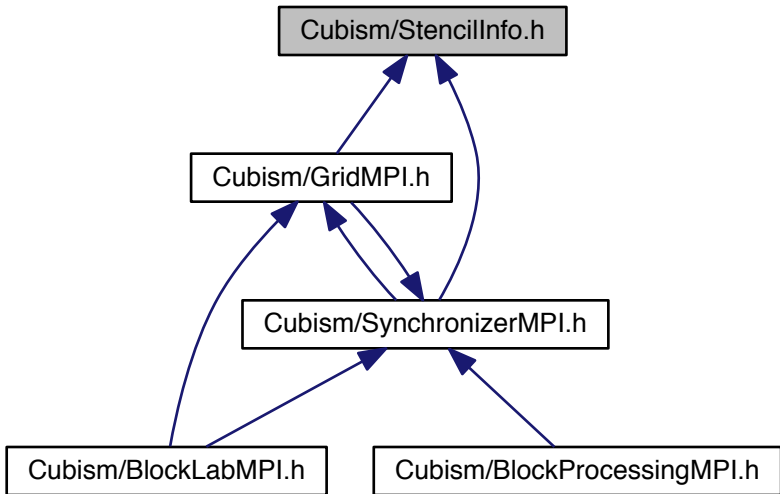 Cubism/StencilInfo.h
Cubism/GridMPI.h
Cubism/SynchronizerMPI.h
Cubism/BlockLabMPI.h
Cubism/BlockProcessingMPI.h